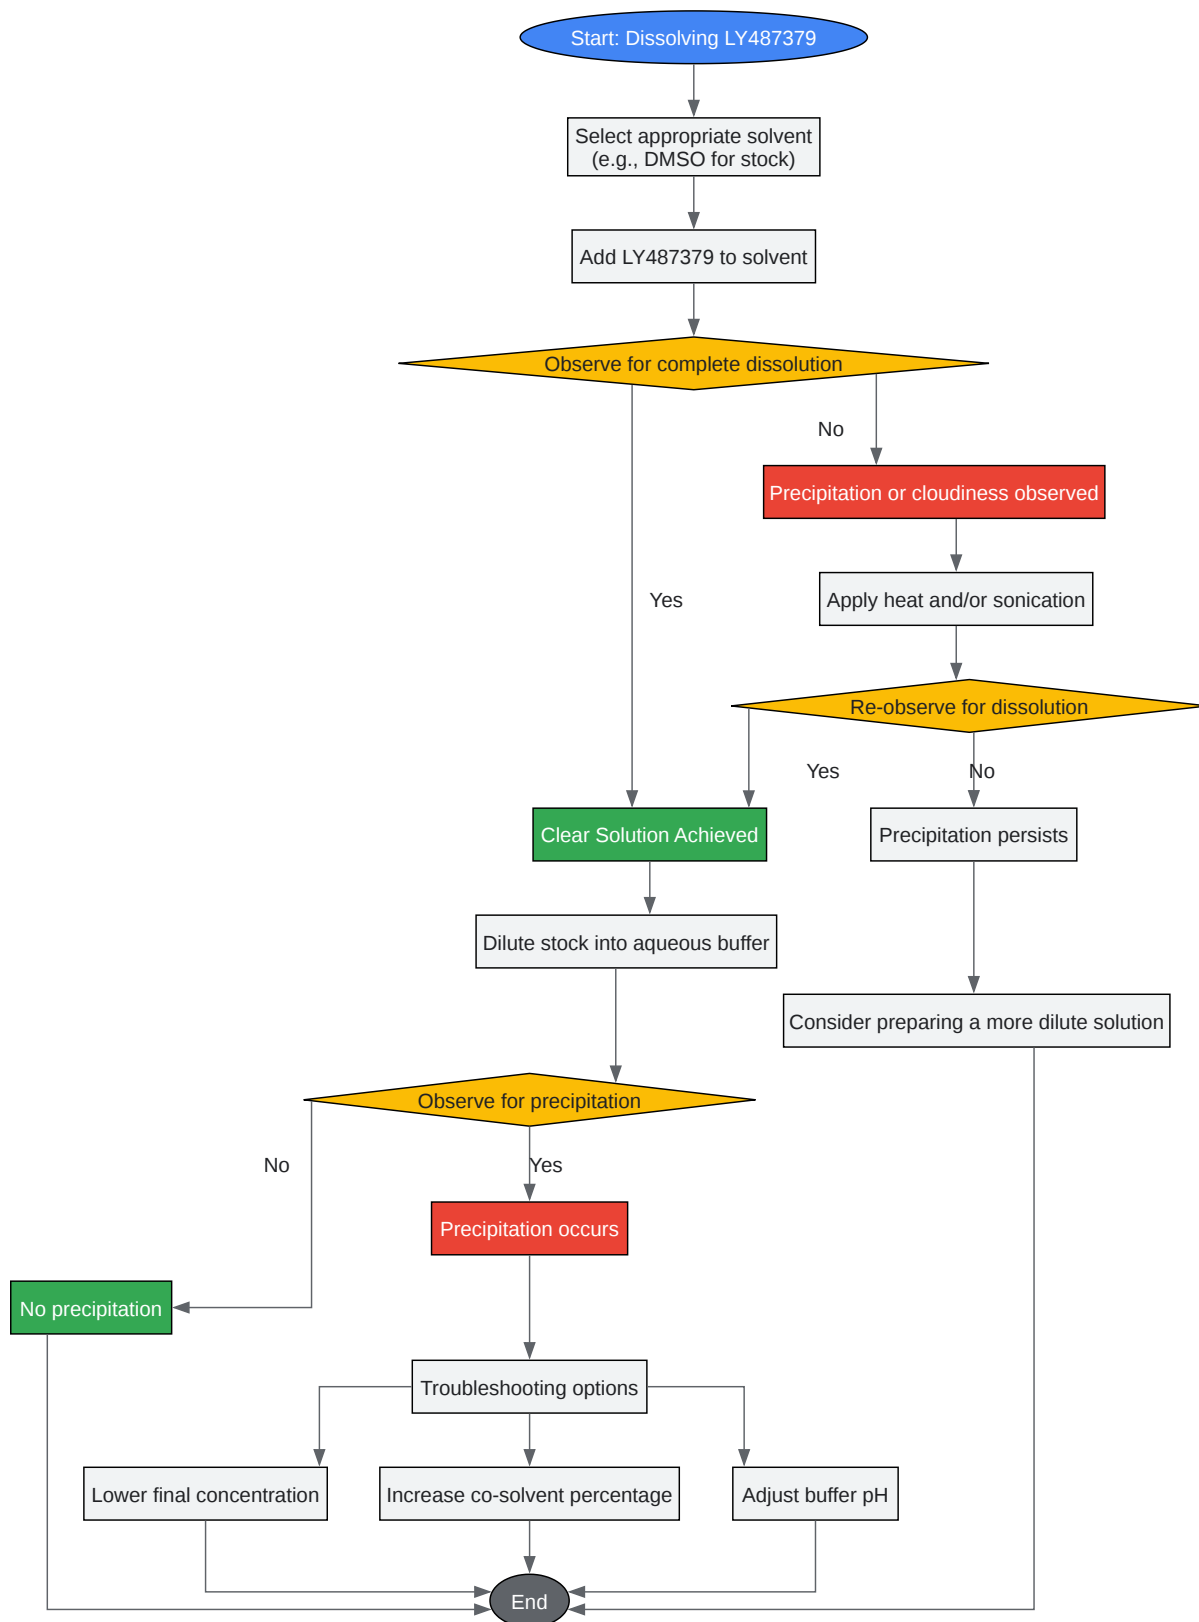 Start: Dissolving LY487379
Select appropriate solvent
(e.g., DMSO for stock)
Add LY487379 to solvent
Observe for complete dissolution
No
Precipitation or cloudiness observed
Yes
Apply heat and/or sonication
Re-observe for dissolution
Yes
No
Clear Solution Achieved
Precipitation persists
Dilute stock into aqueous buffer
Consider preparing a more dilute solution
Observe for precipitation
No
Yes
Precipitation occurs
No precipitation
Troubleshooting options
Lower final concentration
Increase co-solvent percentage
Adjust buffer pH
End